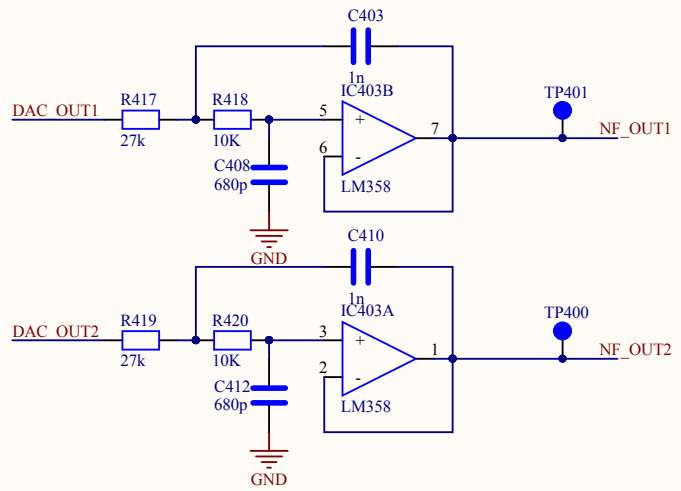 C403
1n
IC403B
TP401
DAC_OUT1
R417
R418
5
+
7
NF_OUT1
27k
10K
6
-
C408
680p
LM358
GND
C410
1n
IC403A
TP400
DAC_OUT2
R419
R420
3
+
1
NF_OUT2
27k
10K
2
-
C412
680p
LM358
GND